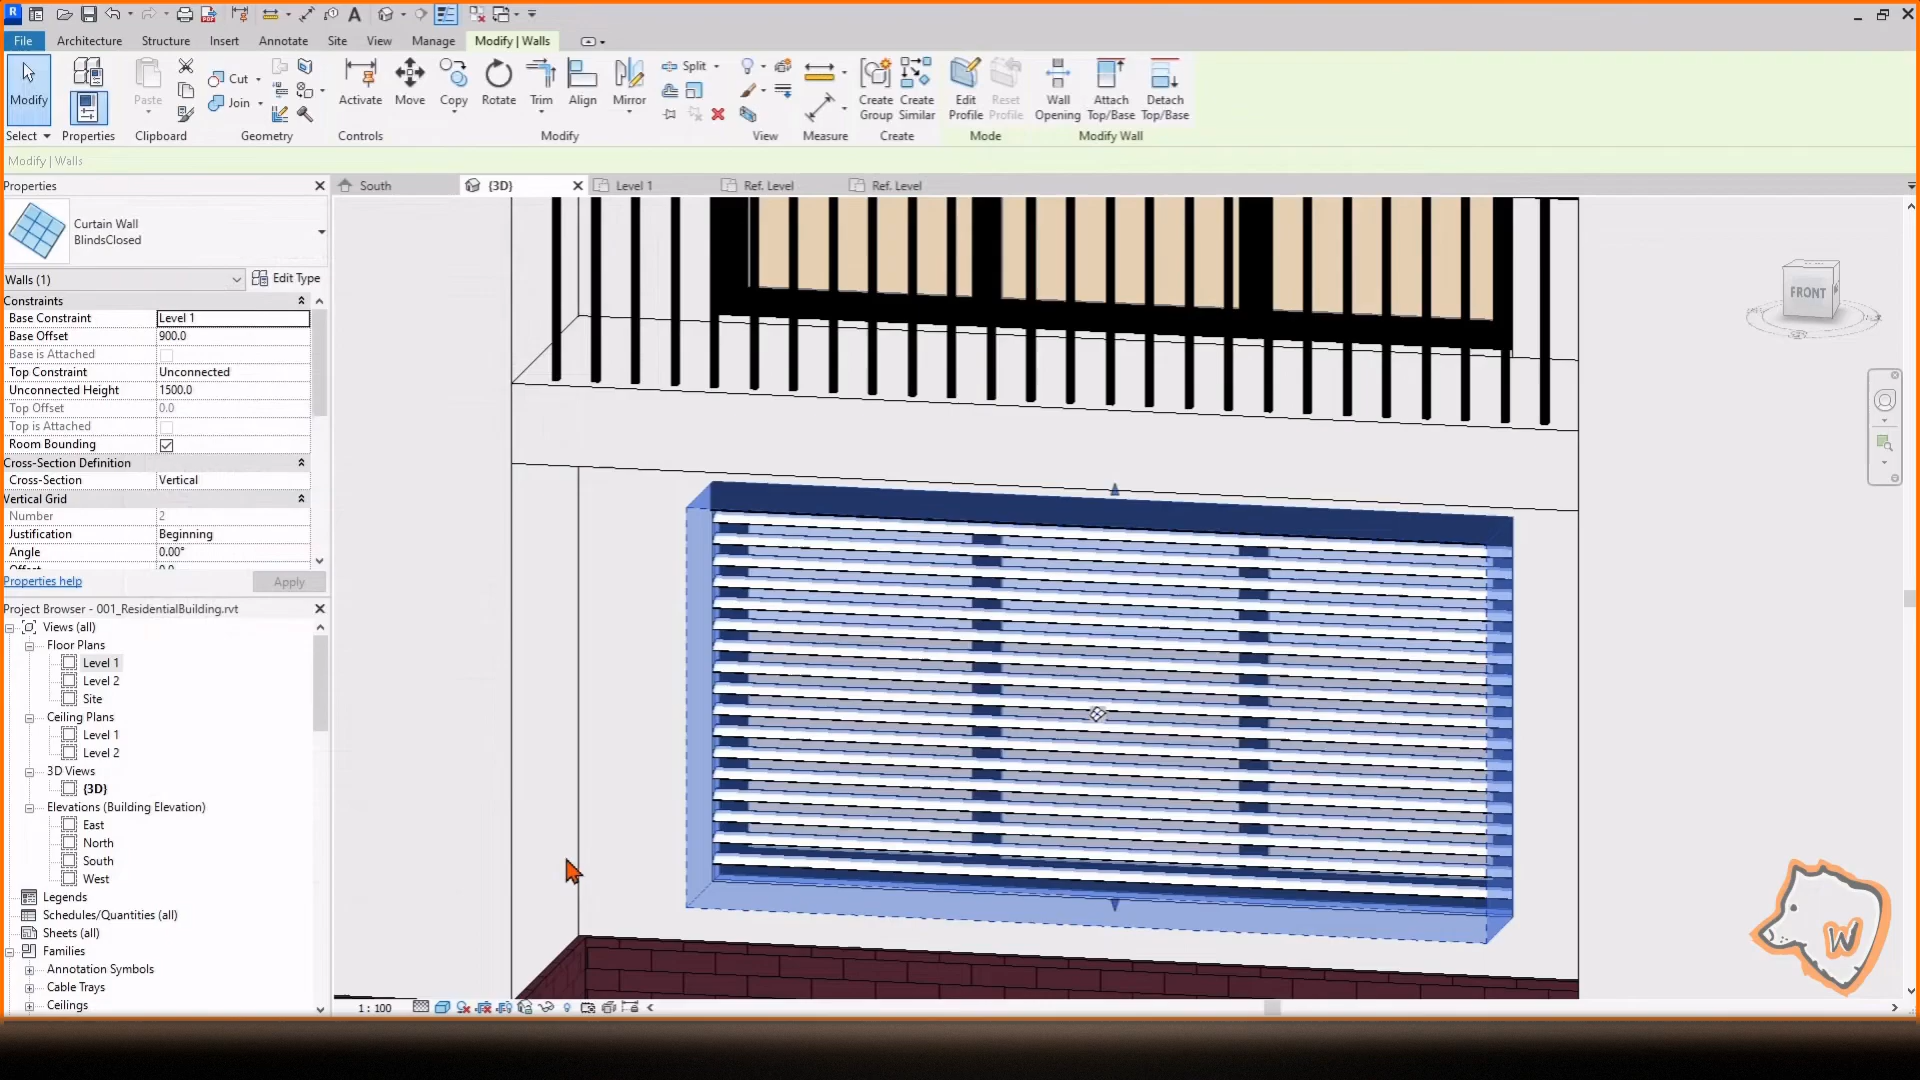 File Architecture Structure Insert Annotate Site View Manage Modify | Walls
Modify
Paste
Cut
Join
Activate
Move
Copy
Rotate
Trim
Align
Mirror
Split
Create Group
Create Similar
Edit Profile
Reset Profile
Wall Opening
Attach Top/Base
Detach Top/Base
Select Properties Clipboard Geometry Controls Modify View Measure Create Mode Modify Wall
Modify | Walls
Properties
South {3D} Level 1 Ref. Level Ref. Level
Curtain Wall
BlindsClosed
Walls (1) Edit Type
Constraints
Base Constraint Level 1
Base Offset 900.0
Base is Attached
Top Constraint Unconnected
Unconnected Height 1500.0
Top Offset 0.0
Top is Attached
Room Bounding
Cross-Section Definition
Cross-Section Vertical
Vertical Grid
Number 2
Justification Beginning
Angle 0.00°
Offset 0.0
Properties help Apply
Project Browser - 001_ResidentialBuilding.rvt
Views (all)
Floor Plans
Level 1
Level 2
Site
Ceiling Plans
Level 1
Level 2
3D Views
{3D}
Elevations (Building Elevation)
East
North
South
West
Legends
Schedules/Quantities (all)
Sheets (all)
Families
Annotation Symbols
Cable Trays
Ceilings
FRONT
W
1 : 100